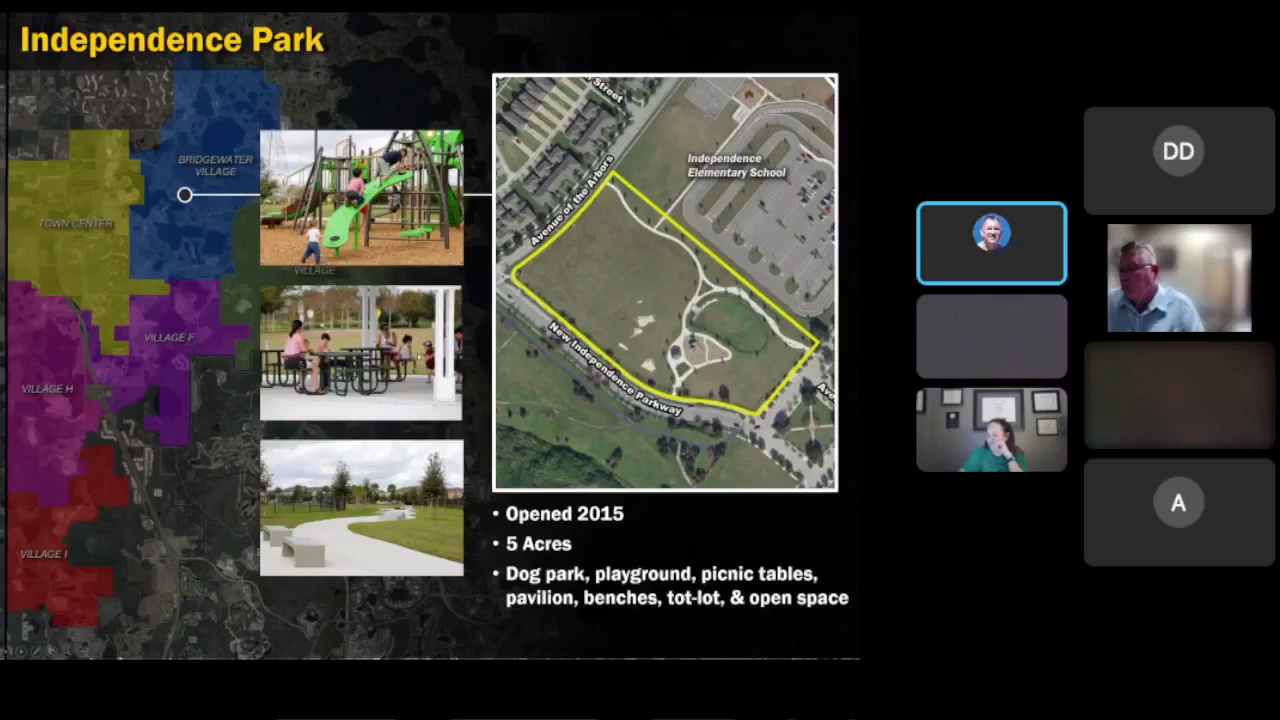 Independence Park
BRIDGEWATER
VILLAGE
TOWN CENTER
VILLAGE
VILLAGE F
VILLAGE H
VILLAGE I
Street
Independence
Elementary School
Avenue of the Arbors
New Independence Parkway
Ave
• Opened 2015
• 5 Acres
• Dog park, playground, picnic tables,
pavilion, benches, tot-lot, & open space
DD
A